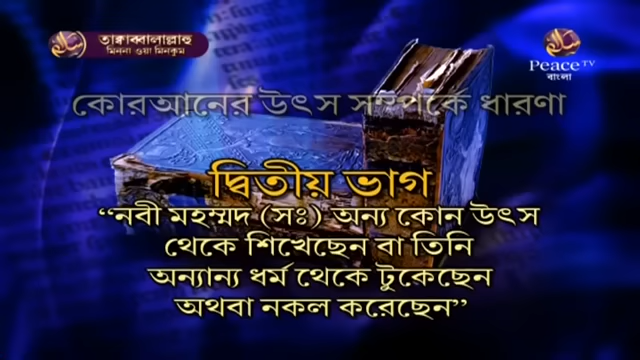 তাক্বাব্বালাল্লাহু
মিননা ওয়া মিনকুম
Peace TV
বাংলা
কোরআনের উৎস সম্পর্কে ধারণা
দ্বিতীয় ভাগ
“নবী মহম্মদ (সঃ) অন্য কোন উৎস
থেকে শিখেছেন বা তিনি
অন্যান্য ধর্ম থেকে টুকেছেন
অথবা নকল করেছেন”